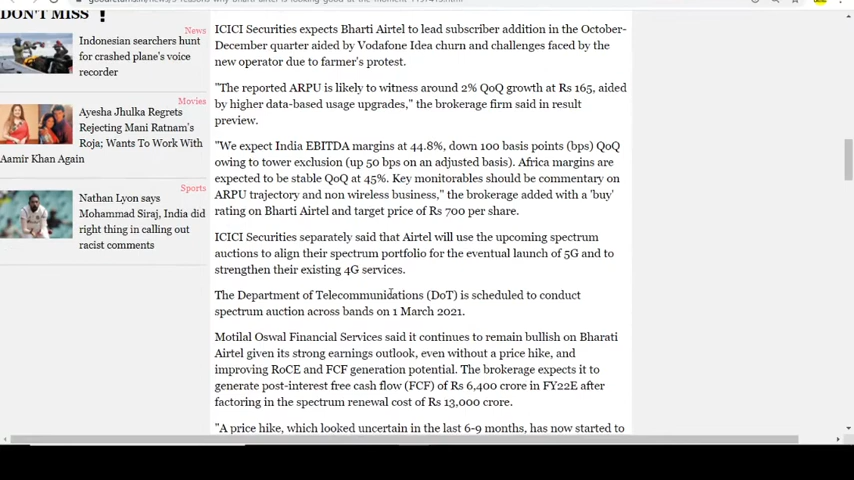 DON'T MISS !
News
Indonesian searchers hunt
for crashed plane's voice
recorder
Movies
Ayesha Jhulka Regrets
Rejecting Mani Ratnam's
Roja; Wants To Work With
Aamir Khan Again
Sports
Nathan Lyon says
Mohammad Siraj, India did
right thing in calling out
racist comments
ICICI Securities expects Bharti Airtel to lead subscriber addition in the October-
December quarter aided by Vodafone Idea churn and challenges faced by the
new operator due to farmer's protest.
"The reported ARPU is likely to witness around 2% QoQ growth at Rs 165, aided
by higher data-based usage upgrades," the brokerage firm said in result
preview.
"We expect India EBITDA margins at 44.8%, down 100 basis points (bps) QoQ
owing to tower exclusion (up 50 bps on an adjusted basis). Africa margins are
expected to be stable QoQ at 45%. Key monitorables should be commentary on
ARPU trajectory and non wireless business," the brokerage added with a 'buy'
rating on Bharti Airtel and target price of Rs 700 per share.
ICICI Securities separately said that Airtel will use the upcoming spectrum
auctions to align their spectrum portfolio for the eventual launch of 5G and to
strengthen their existing 4G services.
The Department of Telecommunications (DoT) is scheduled to conduct
spectrum auction across bands on 1 March 2021.
Motilal Oswal Financial Services said it continues to remain bullish on Bharati
Airtel given its strong earnings outlook, even without a price hike, and
improving RoCE and FCF generation potential. The brokerage expects it to
generate post-interest free cash flow (FCF) of Rs 6,400 crore in FY22E after
factoring in the spectrum renewal cost of Rs 13,000 crore.
"A price hike, which looked uncertain in the last 6-9 months, has now started to